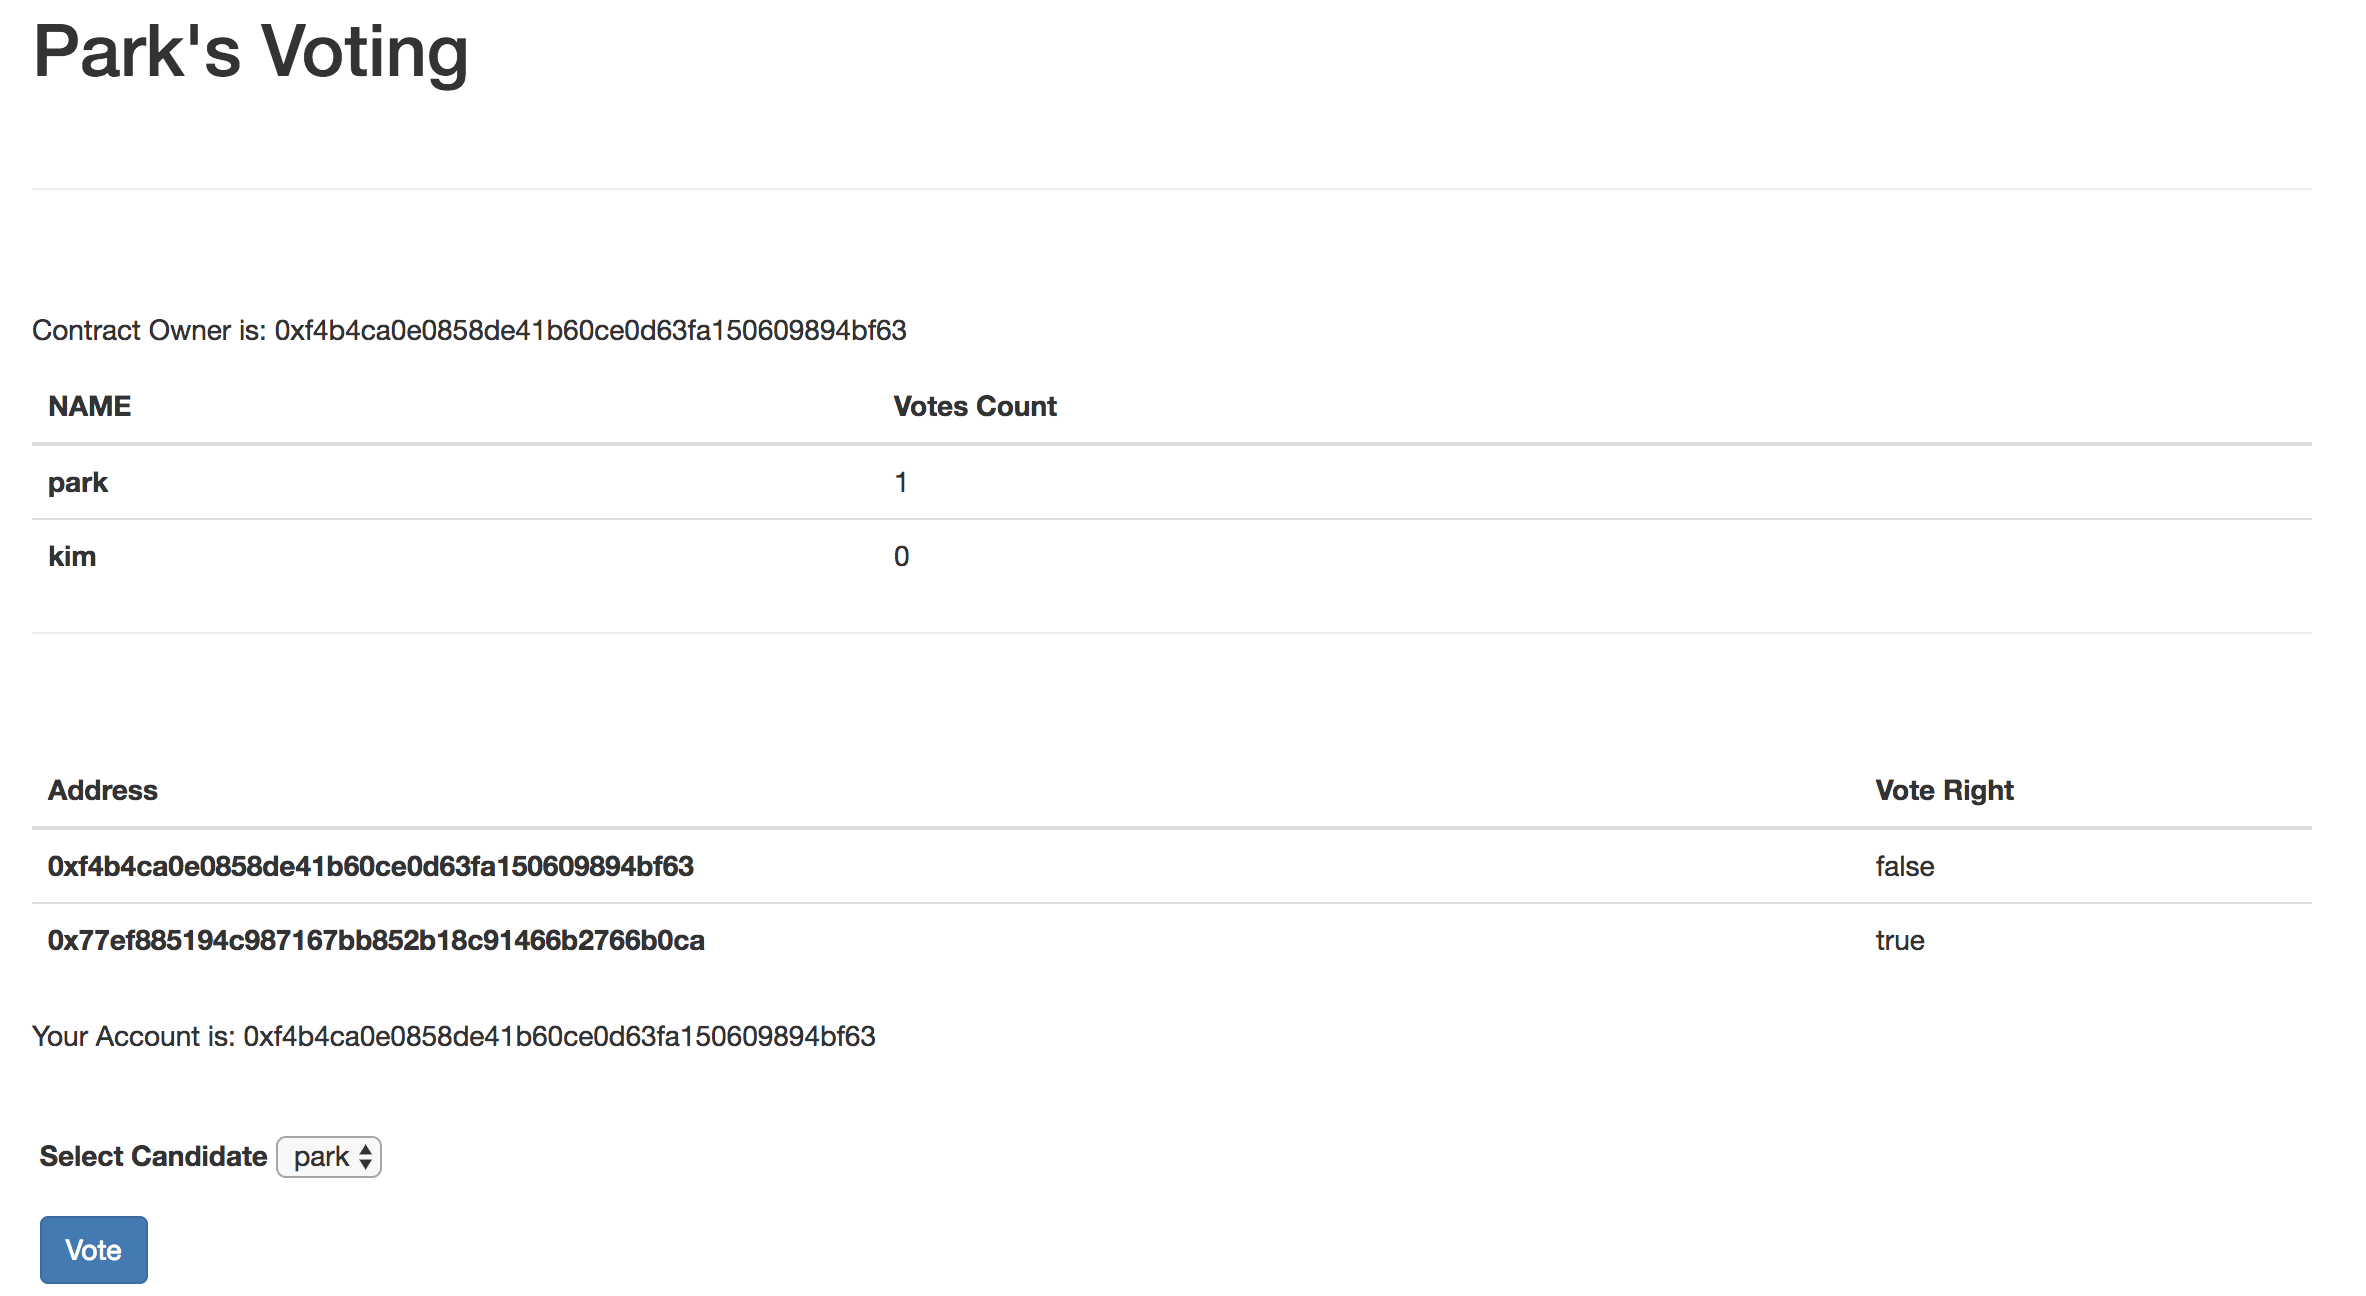 Park's Voting
Contract Owner is: 0xf4b4ca0e0858de41b60ce0d63fa150609894bf63
NAME Votes Count
park 1
kim 0
Address Vote Right
0xf4b4ca0e0858de41b60ce0d63fa150609894bf63 false
0x77ef885194c987167bb852b18c91466b2766b0ca true
Your Account is: 0xf4b4ca0e0858de41b60ce0d63fa150609894bf63
Select Candidate park
Vote